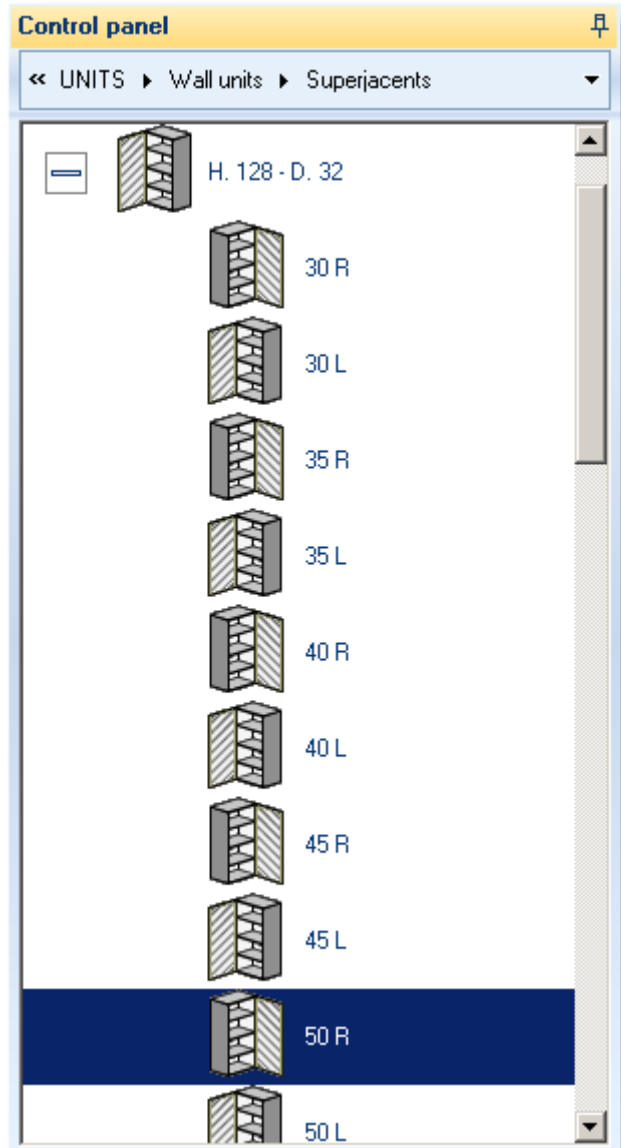 Control panel
« UNITS ▸ Wall units ▸ Superjacents
H. 128 - D. 32
30 R
30 L
35 R
35 L
40 R
40 L
45 R
45 L
50 R
50 L